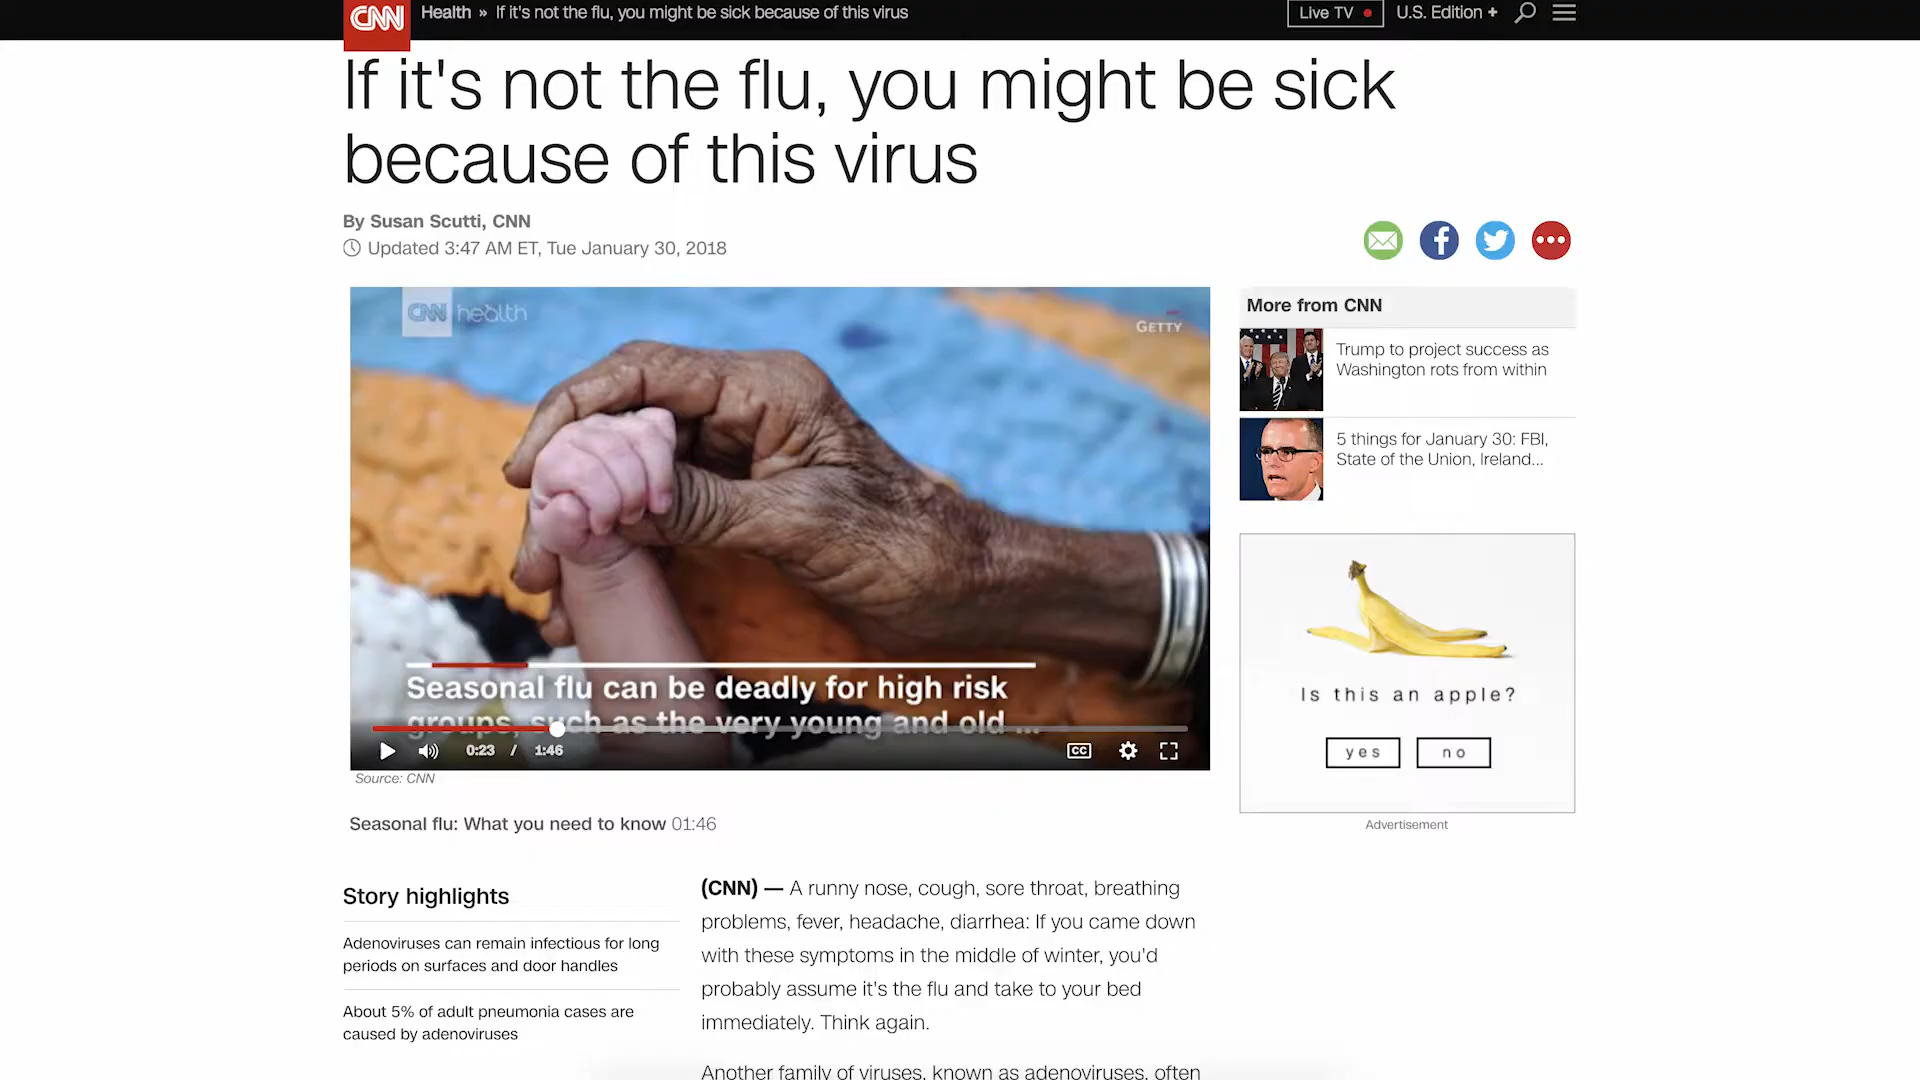 CNN
Health » If it's not the flu, you might be sick because of this virus
Live TV
U.S. Edition +
If it's not the flu, you might be sick
because of this virus
By Susan Scutti, CNN
Updated 3:47 AM ET, Tue January 30, 2018
CNN health
GETTY
Seasonal flu can be deadly for high risk
groups, such as the very young and old ...
0:23 / 1:46
CC
Source: CNN
Seasonal flu: What you need to know 01:46
More from CNN
Trump to project success as
Washington rots from within
5 things for January 30: FBI,
State of the Union, Ireland...
Is this an apple?
yes
no
Advertisement
Story highlights
Adenoviruses can remain infectious for long
periods on surfaces and door handles
About 5% of adult pneumonia cases are
caused by adenoviruses
(CNN) — A runny nose, cough, sore throat, breathing
problems, fever, headache, diarrhea: If you came down
with these symptoms in the middle of winter, you'd
probably assume it's the flu and take to your bed
immediately. Think again.
Another family of viruses, known as adenoviruses, often